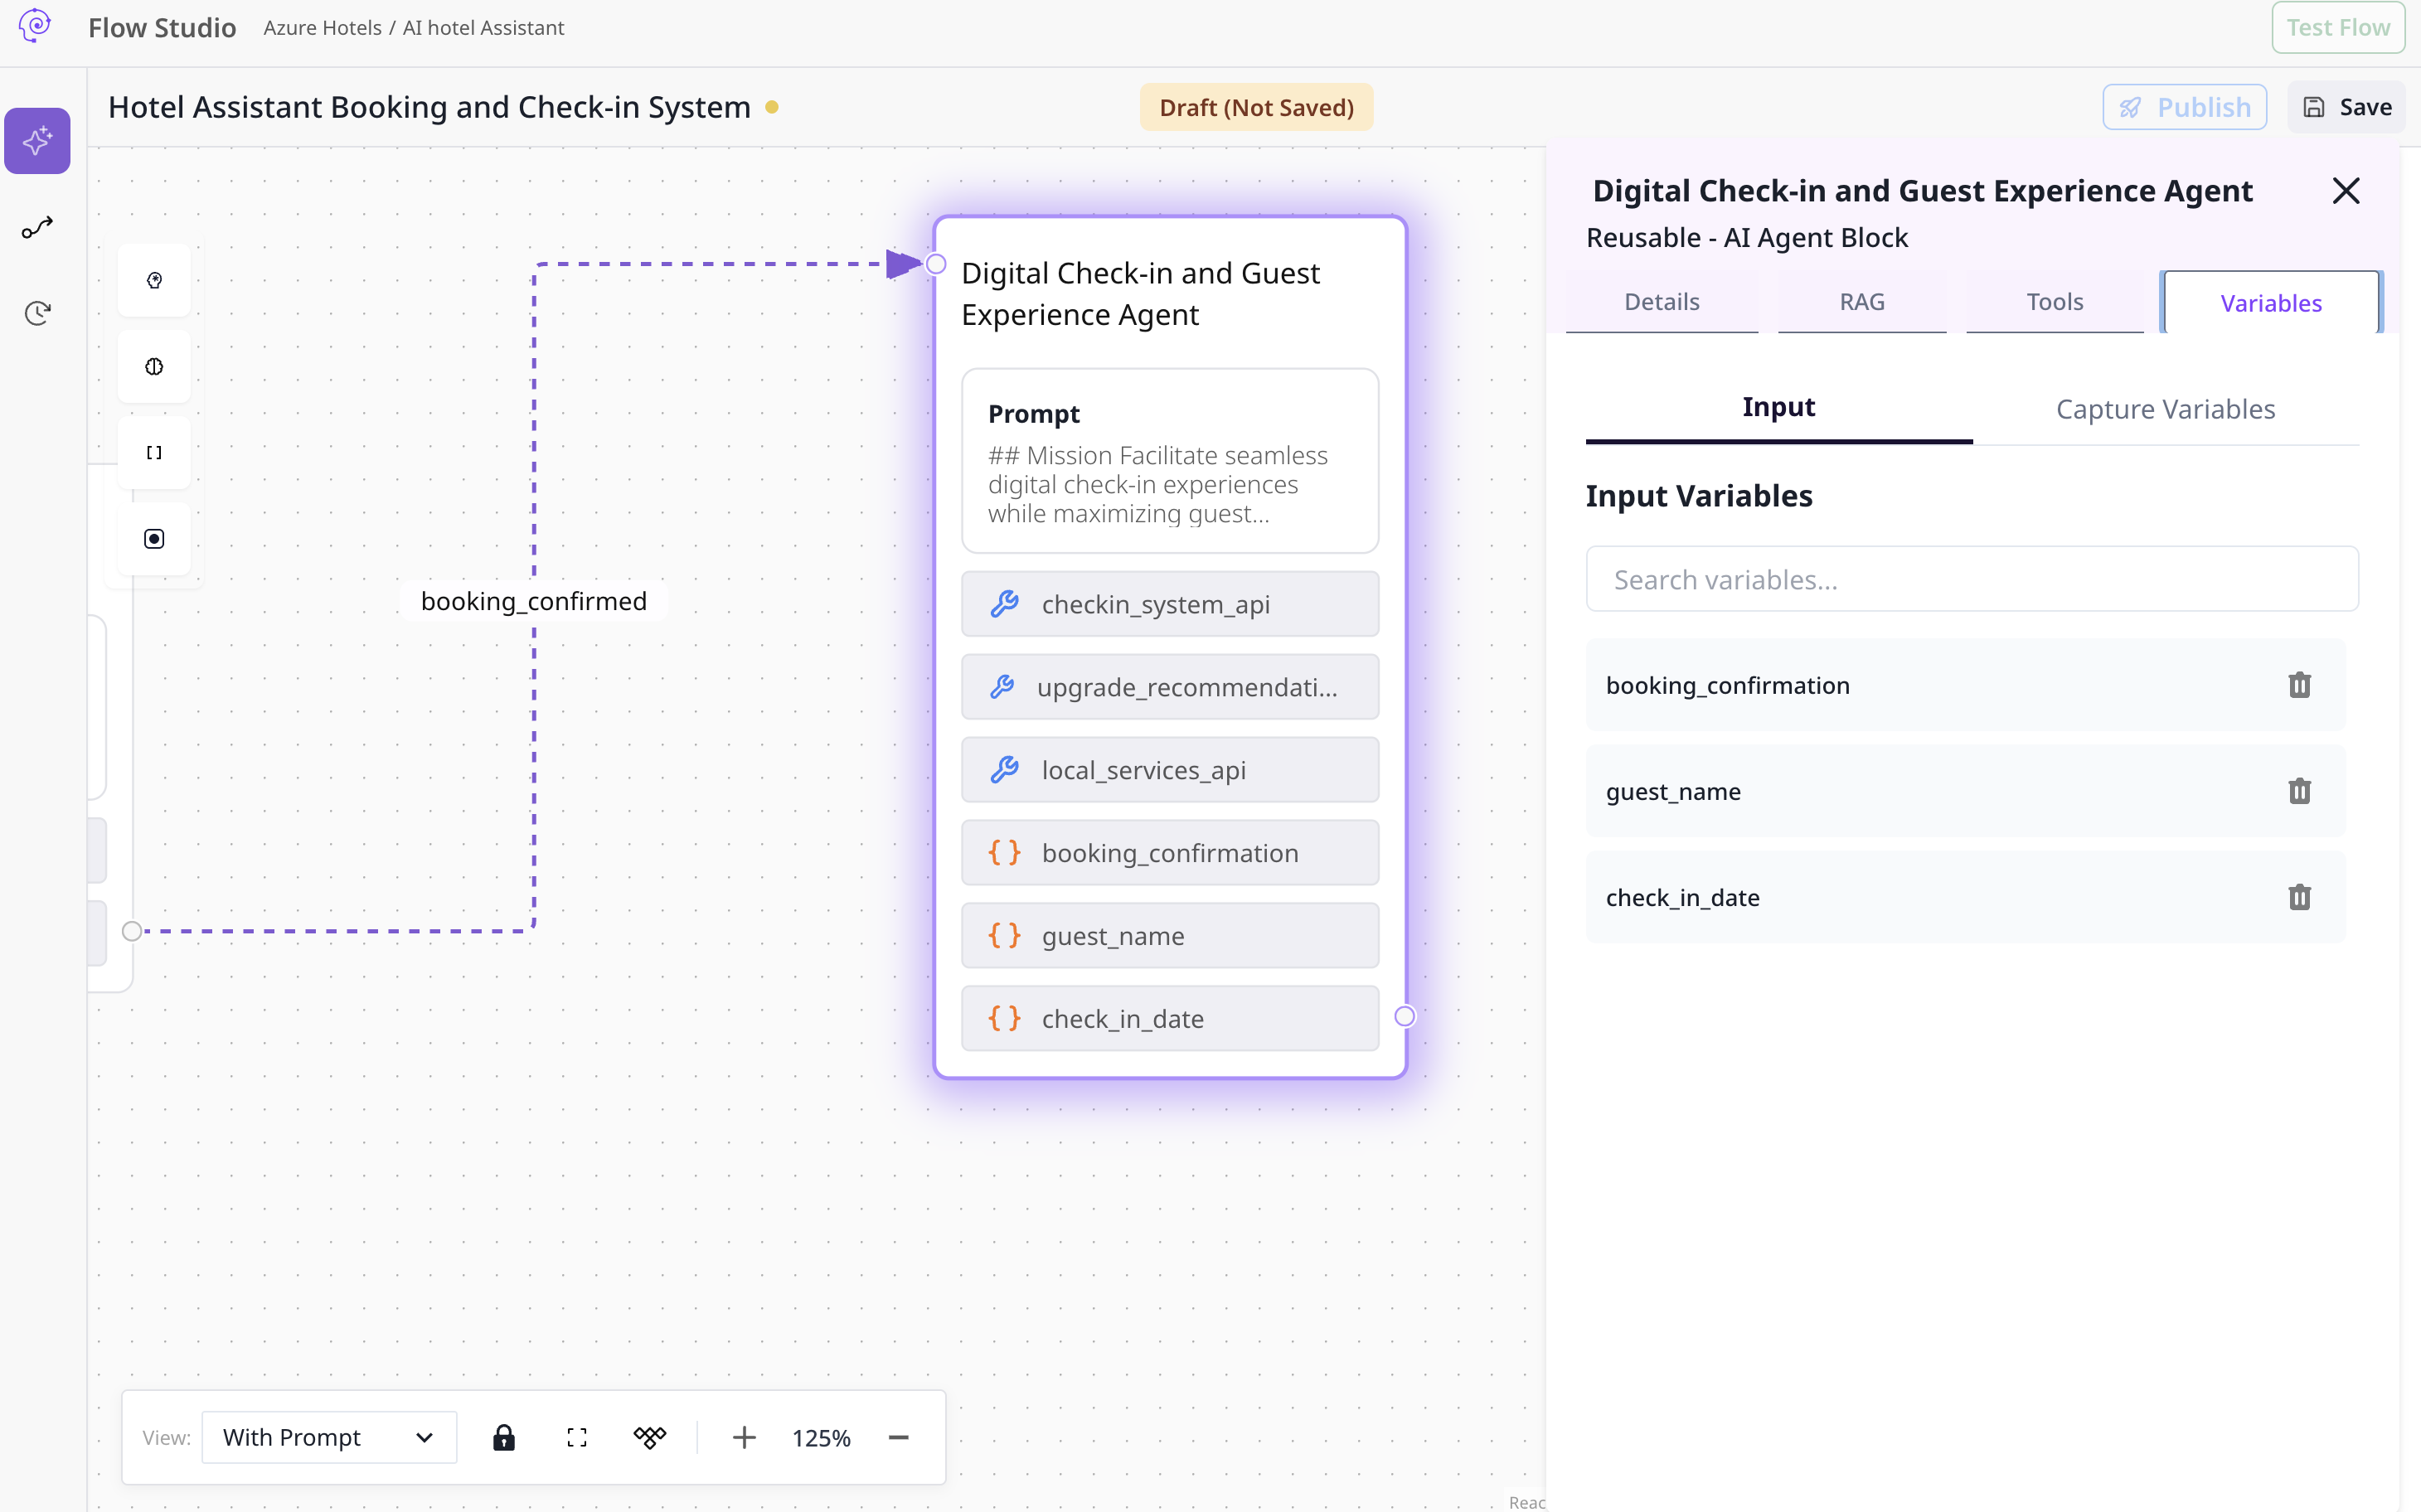 Flow Studio
Azure Hotels / AI hotel Assistant
Test Flow
Hotel Assistant Booking and Check-in System
Draft (Not Saved)
Publish
Save
booking_confirmed
Digital Check-in and Guest
Experience Agent
Prompt
## Mission Facilitate seamless
digital check-in experiences
while maximizing guest...
checkin_system_api
upgrade_recommendati...
local_services_api
booking_confirmation
guest_name
check_in_date
Digital Check-in and Guest Experience Agent
Reusable - AI Agent Block
Details
RAG
Tools
Variables
Input
Capture Variables
Input Variables
Search variables...
booking_confirmation
guest_name
check_in_date
View:
With Prompt
125%
Reac